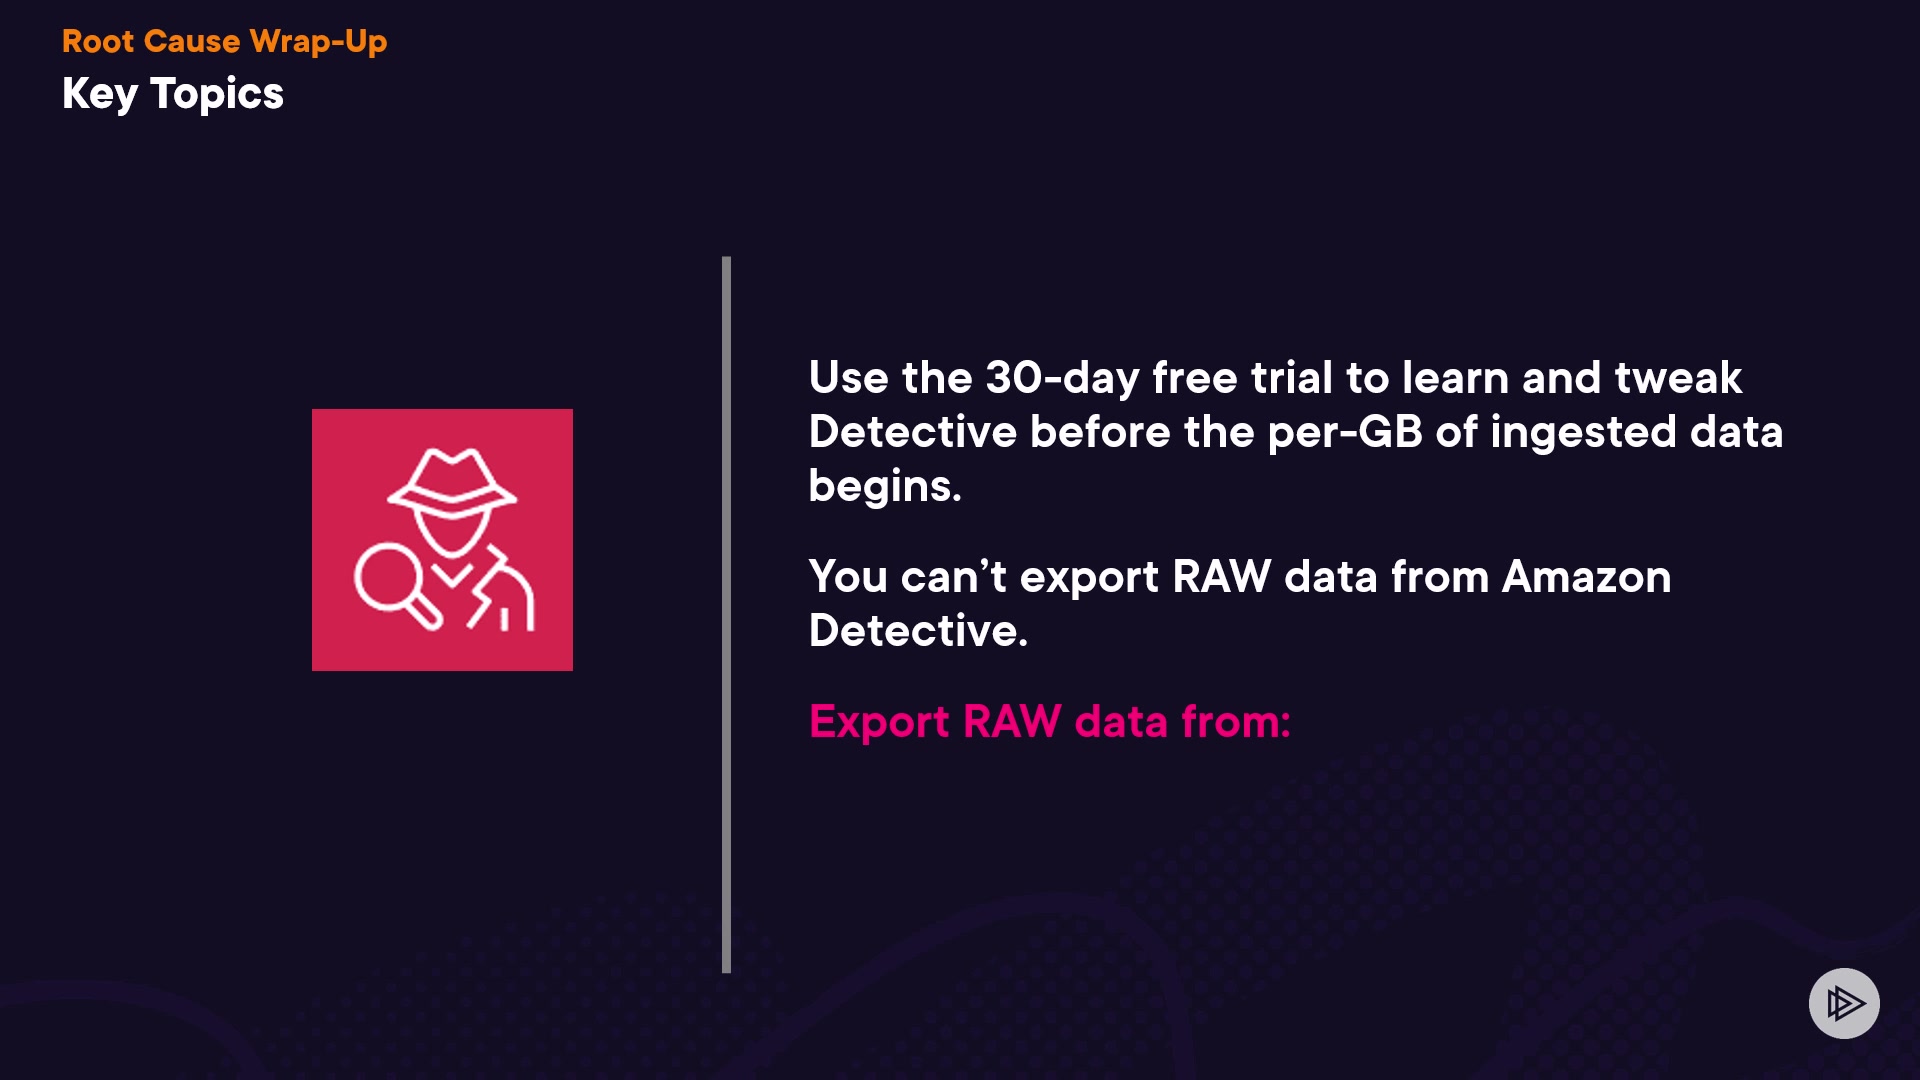 Root Cause Wrap-Up
Key Topics
Use the 30-day free trial to learn and tweak
Detective before the per-GB of ingested data
begins.
You can’t export RAW data from Amazon
Detective.
Export RAW data from: